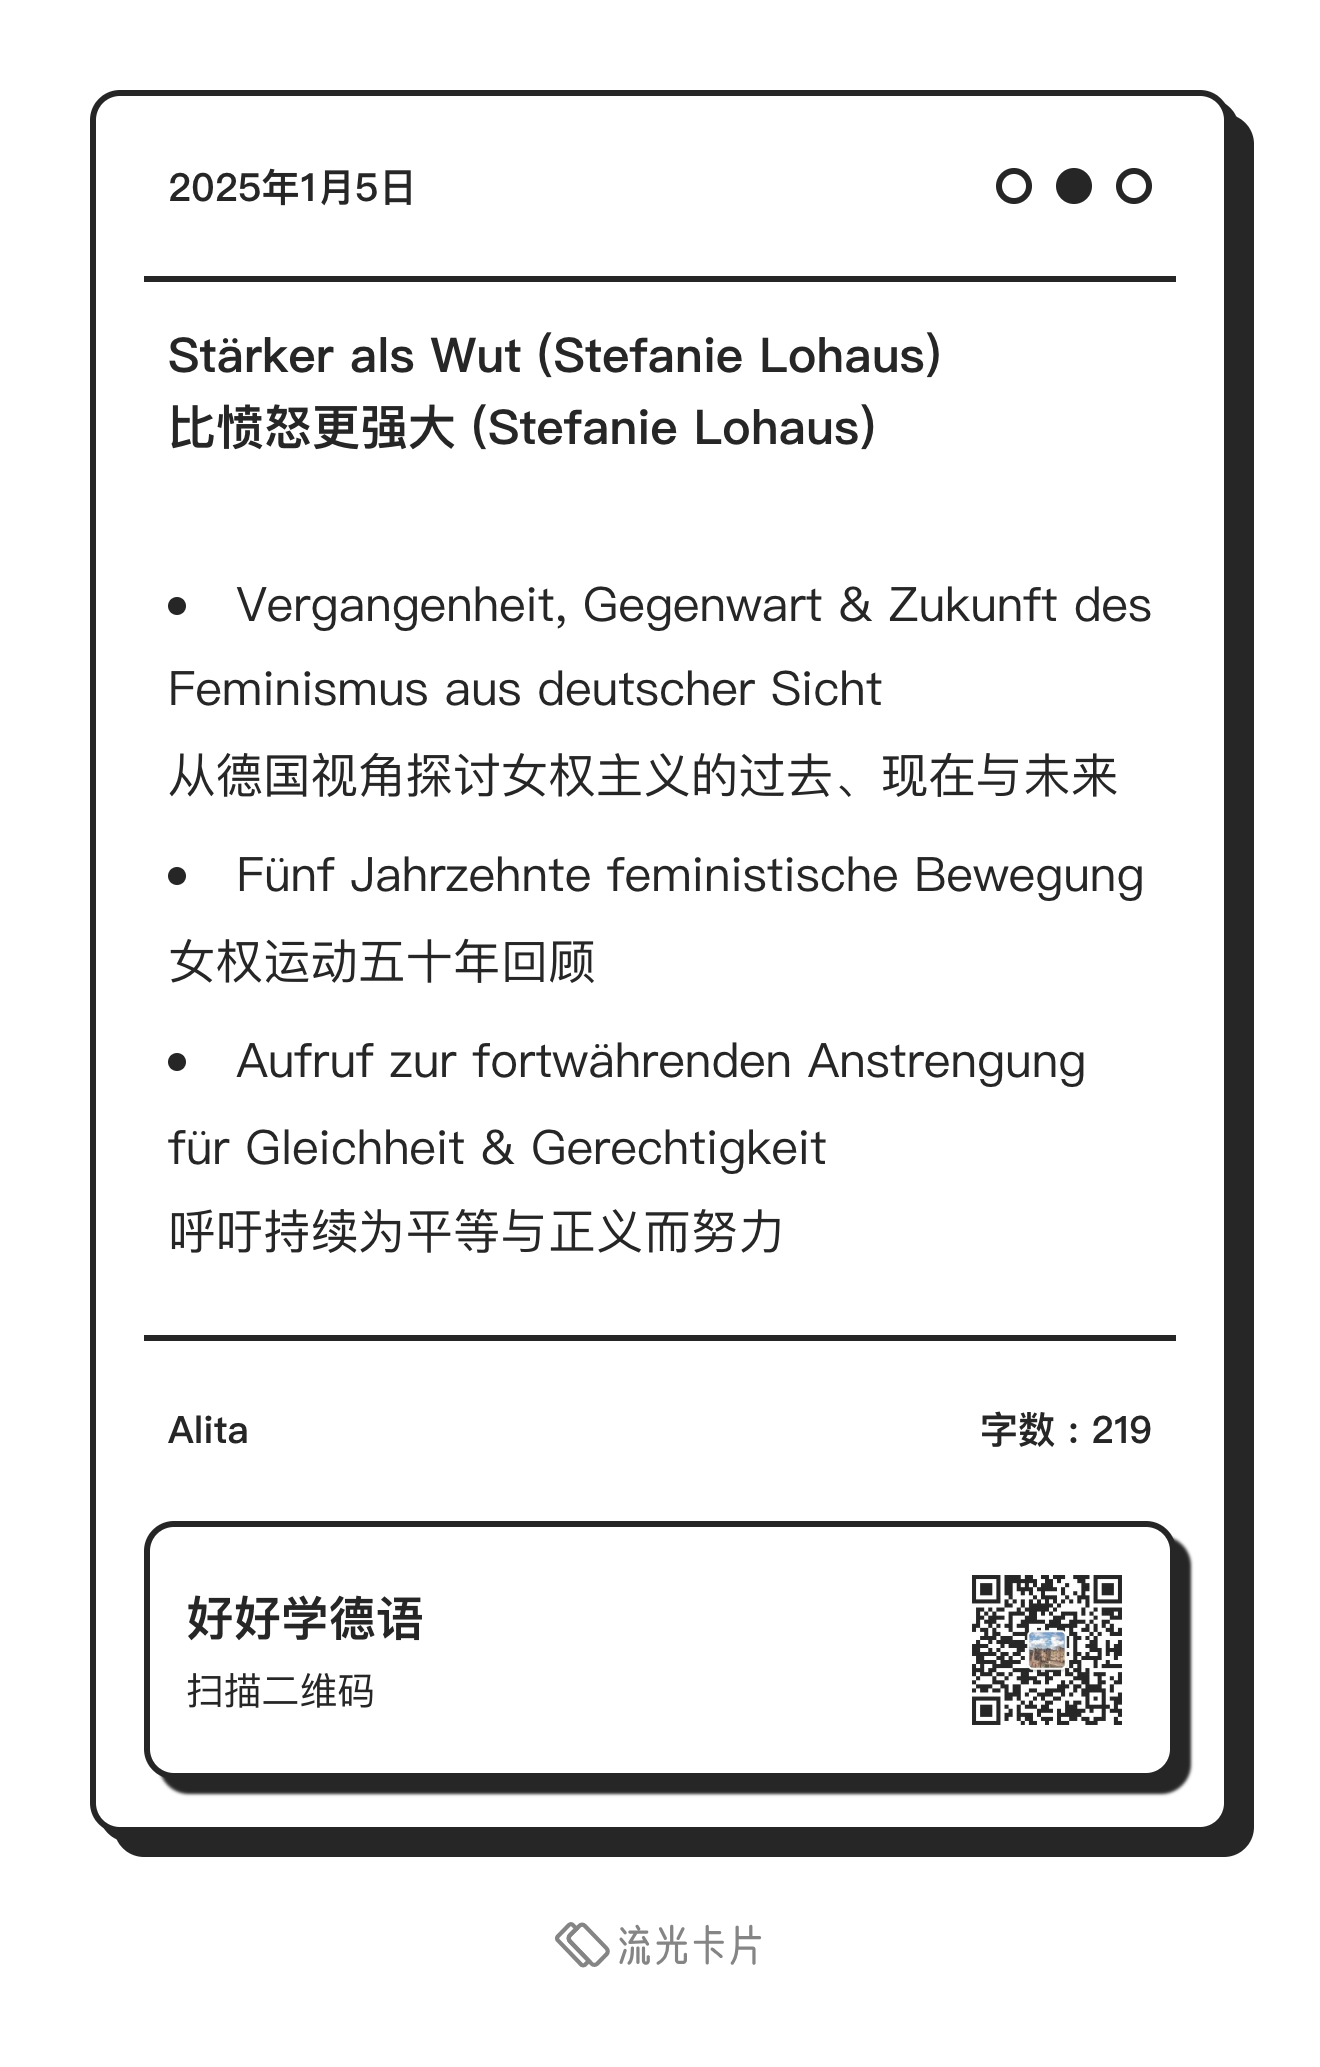 2025年1月5日
Stärker als Wut (Stefanie Lohaus)
比愤怒更强大 (Stefanie Lohaus)
• Vergangenheit, Gegenwart & Zukunft des
Feminismus aus deutscher Sicht
从德国视角探讨女权主义的过去、现在与未来
• Fünf Jahrzehnte feministische Bewegung
女权运动五十年回顾
• Aufruf zur fortwährenden Anstrengung
für Gleichheit & Gerechtigkeit
呼吁持续为平等与正义而努力
Alita
字数：219
好好学德语
扫描二维码
流光卡片